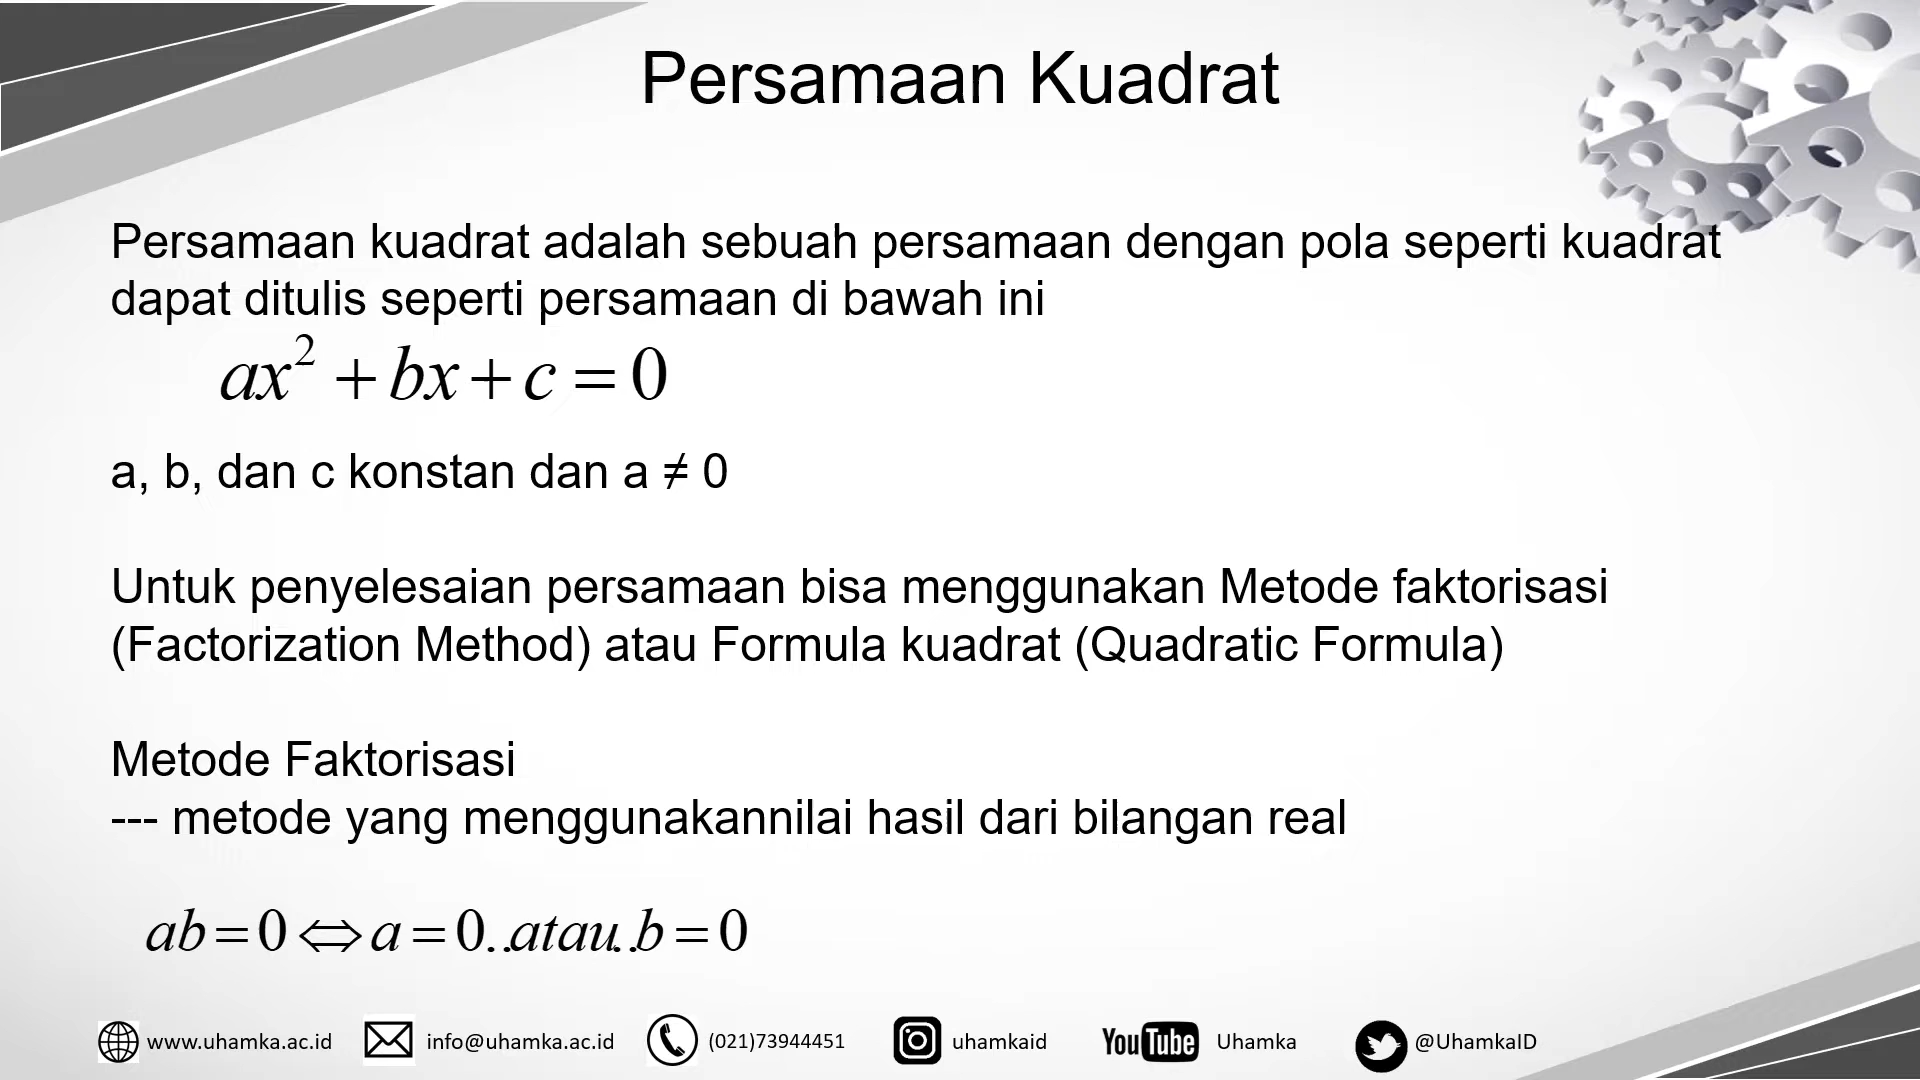 Persamaan Kuadrat
Persamaan kuadrat adalah sebuah persamaan dengan pola seperti kuadrat
dapat ditulis seperti persamaan di bawah ini
ax² + bx + c = 0
a, b, dan c konstan dan a ≠ 0
Untuk penyelesaian persamaan bisa menggunakan Metode faktorisasi
(Factorization Method) atau Formula kuadrat (Quadratic Formula)
Metode Faktorisasi
--- metode yang menggunakannilai hasil dari bilangan real
ab = 0 ⇔ a = 0..atau..b = 0
www.uhamka.ac.id info@uhamka.ac.id (021)73944451 uhamkaid YouTube Uhamka @UhamkaID